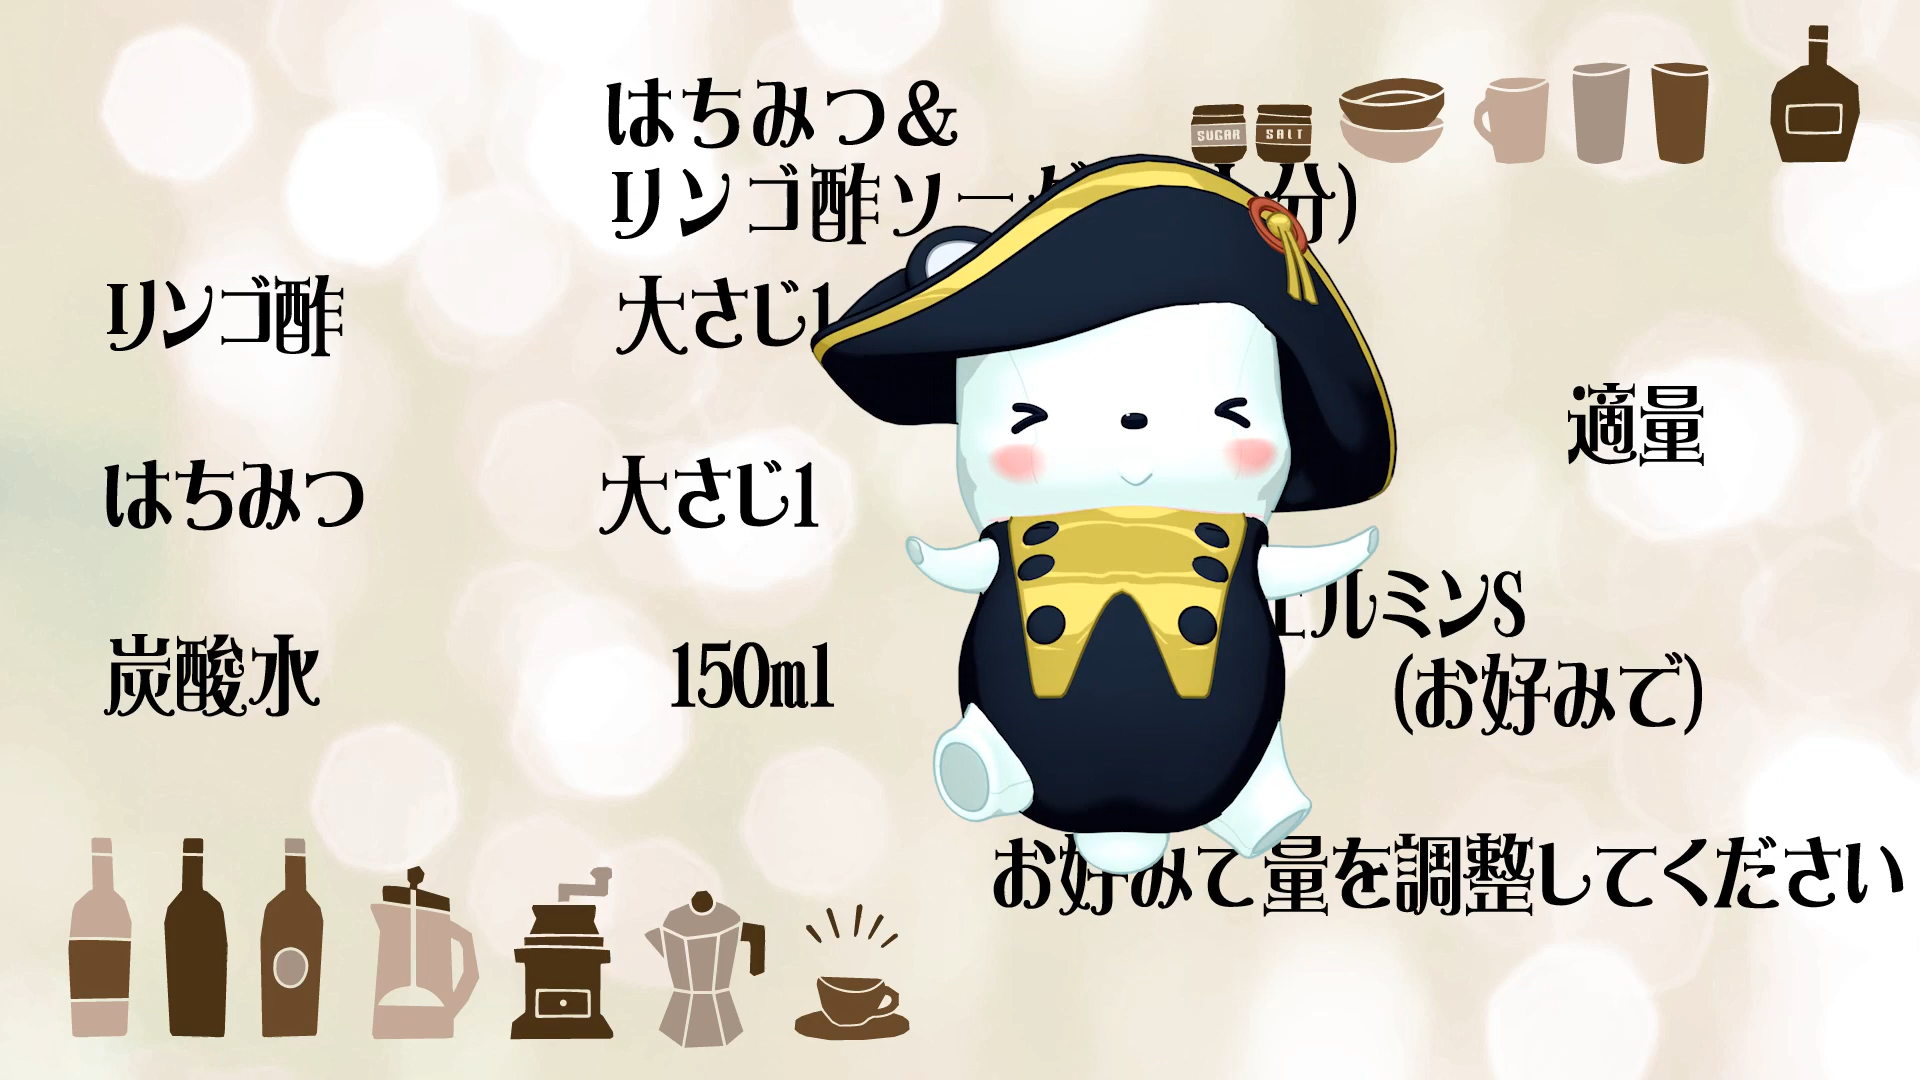 はちみつ&
リンゴ酢ソー 分)
リンゴ酢 大さじ1
はちみつ 大さじ1
炭酸水 150ml
適量
ルミンS
(お好みで)
お好みで量を調整してください
SUGAR
SALT